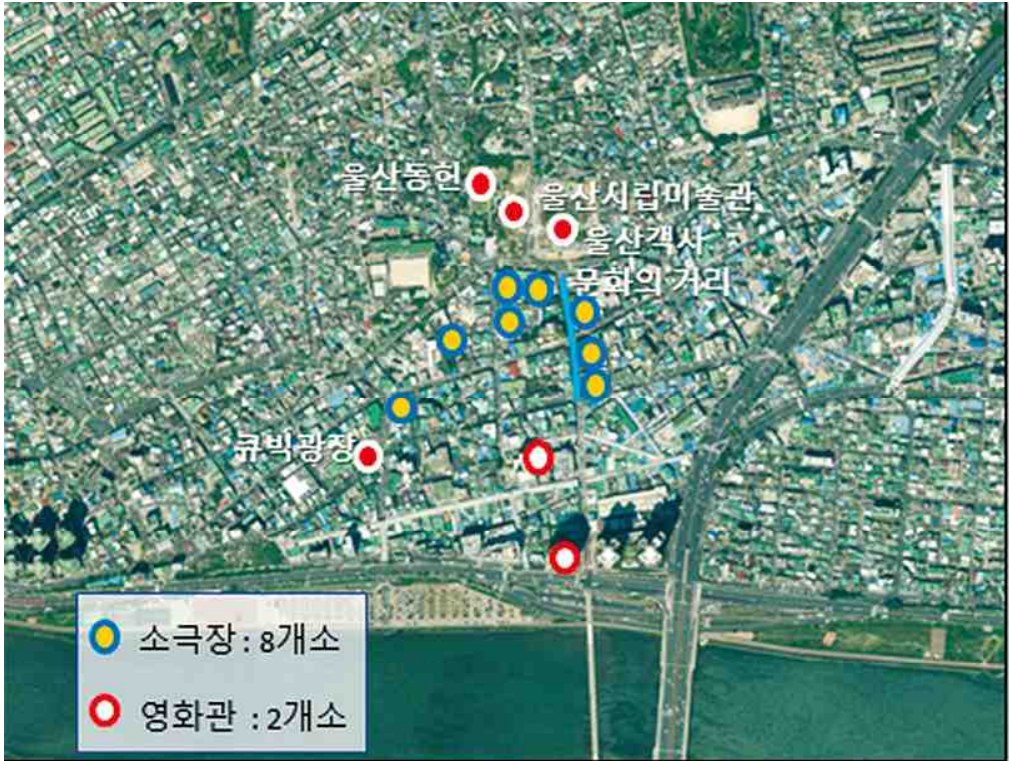 울산동헌
울산시립미술관
울산객사
문화의 거리
큐빅광장
소극장 : 8개소
영화관 : 2개소